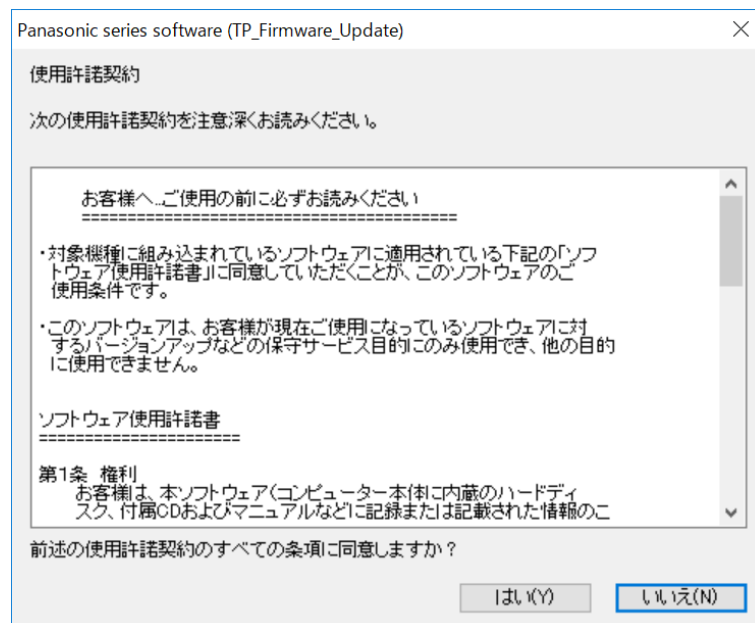 Panasonic series software (TP_Firmware_Update)
使用許諾契約
次の使用許諾契約を注意深くお読みください。
お客様へ...ご使用の前に必ずお読みください
=========================================
・対象機種に組み込まれているソフトウェアに適用されている下記の「ソフ
トウェア使用許諾書」に同意していただくことが、このソフトウェアのご
使用条件です。
・このソフトウェアは、お客様が現在ご使用になっているソフトウェアに対
するバージョンアップなどの保守サービス目的にのみ使用でき、他の目的
に使用できません。
ソフトウェア使用許諾書
======================
第1条 権利
お客様は、本ソフトウェア(コンピューター本体に内蔵のハードディ
スク、付属CDおよびマニュアルなどに記録または記載された情報のこ
前述の使用許諾契約のすべての条項に同意しますか？
はい(Y)
いいえ(N)